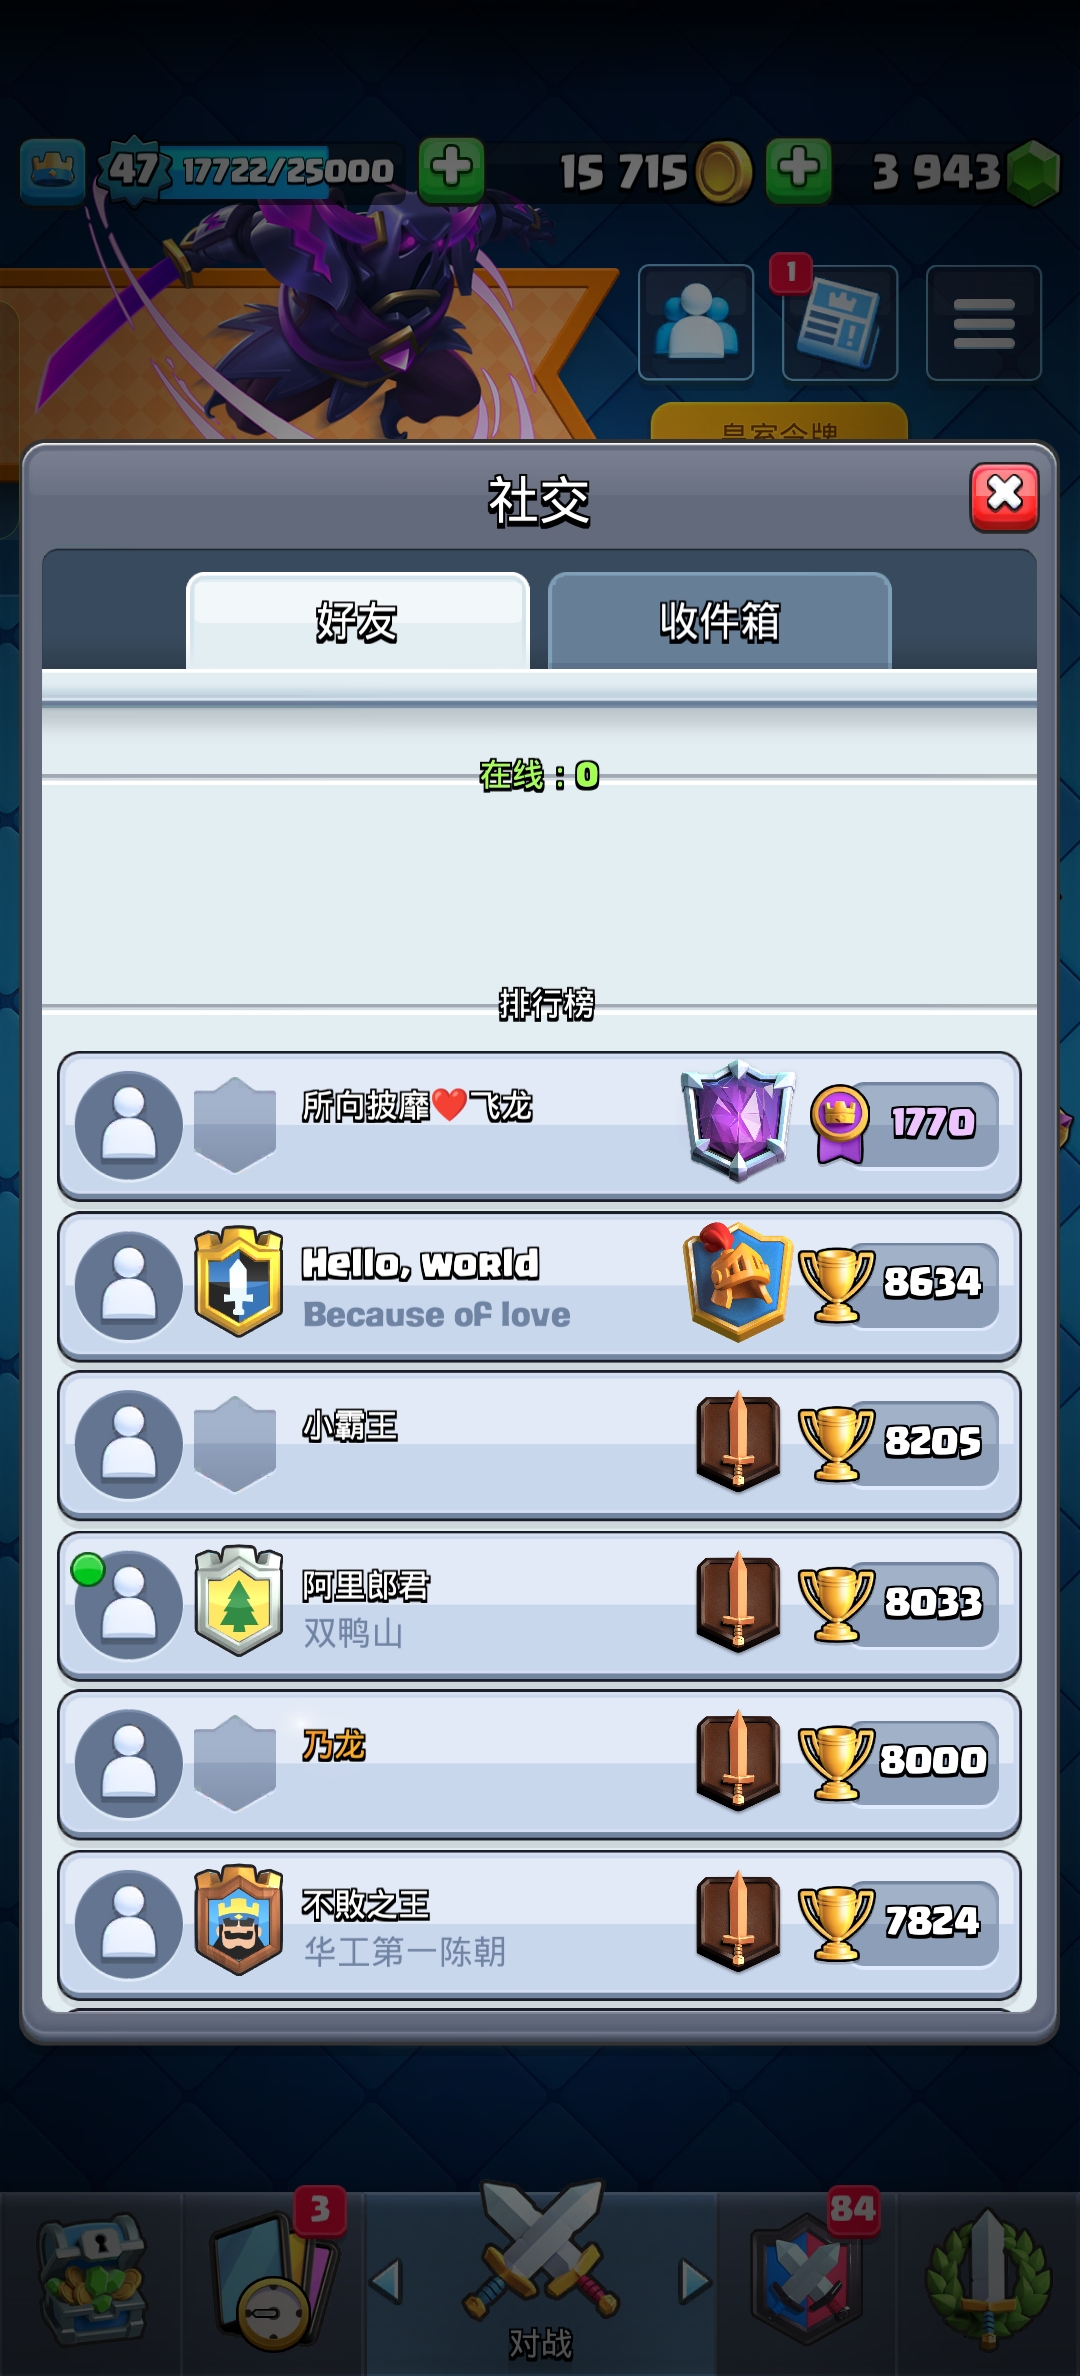 47 17722/25000 15 715 3 943
1
皇室令牌
社交
好友 收件箱
在线：0
排行榜
所向披靡❤️飞龙 1770
Hello, world 8634
Because of love
小霸王 8205
阿里郎君 8033
双鸭山
乃龙 8000
不敗之王 7824
华工第一陈朝
3 84
对战